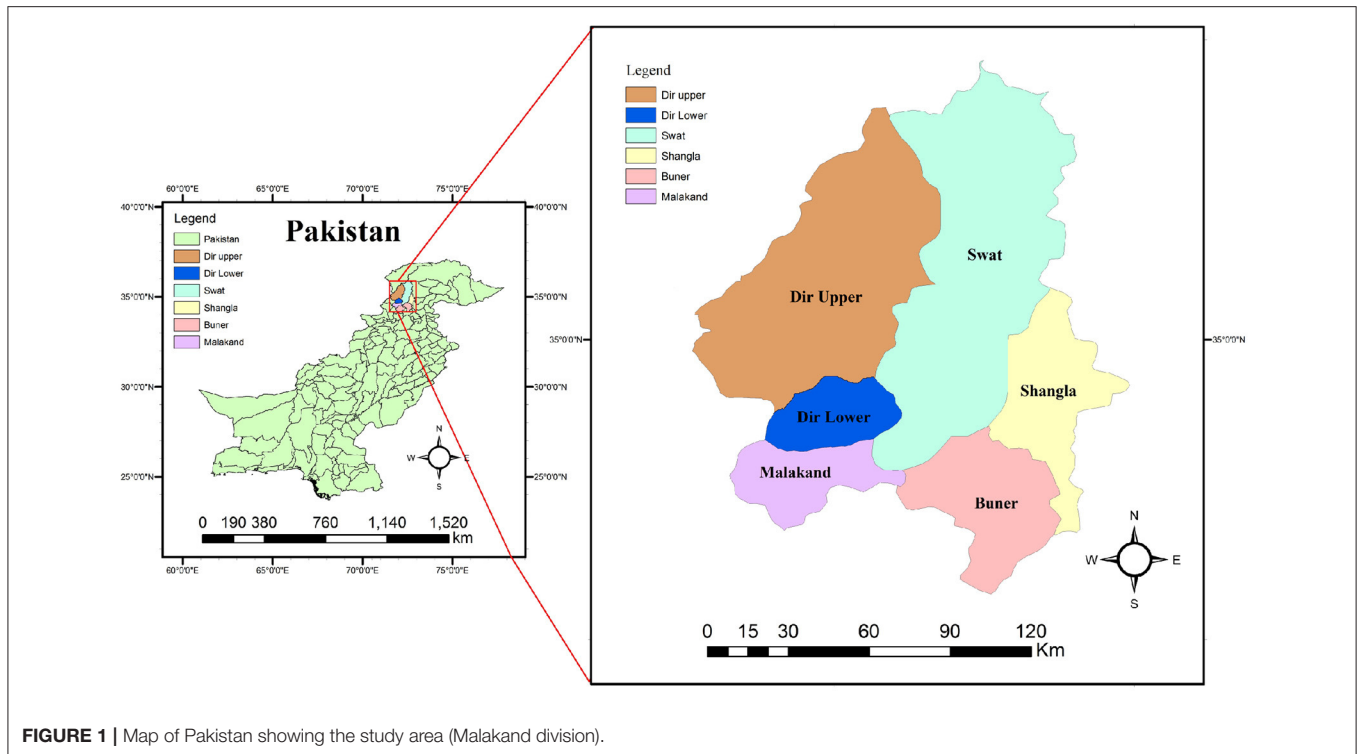 Legend
Pakistan
Dir upper
Dir Lower
Swat
Shangla
Buner
Malakand
Pakistan
60°0'0"E 65°0'0"E 70°0'0"E 75°0'0"E
40°0'0"N 40°0'0"N
35°0'0"N 35°0'0"N
30°0'0"N 30°0'0"N
25°0'0"N 25°0'0"N
N
W E
S
0 190 380 760 1,140 1,520
km
60°0'0"E 65°0'0"E 70°0'0"E 75°0'0"E
Legend
Dir upper
Dir Lower
Swat
Shangla
Buner
Malakand
Swat
Dir Upper
35°0'0"N 35°0'0"N
Shangla
Dir Lower
Malakand
Buner
N
W E
S
0 15 30 60 90 120
Km
FIGURE 1 | Map of Pakistan showing the study area (Malakand division).